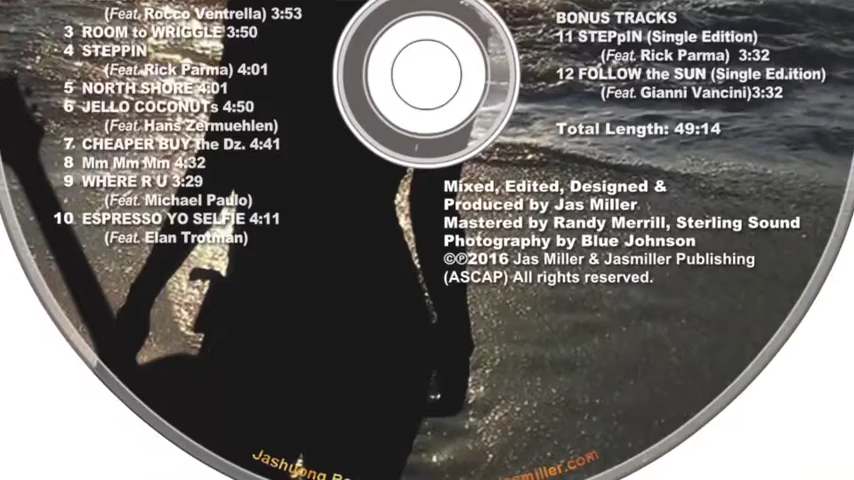 (Feat. Rocco Ventrella) 3:53
3 ROOM to WRIGGLE 3:50
4 STEPPIN
(Feat. Rick Parma) 4:01
5 NORTH SHORE 4:01
6 JELLO COCONUTs 4:50
(Feat. Hans Zermuehlen)
7 CHEAPER BUY the Dz. 4:41
8 Mm Mm Mm 4:32
9 WHERE R U 3:29
(Feat. Michael Paulo)
10 ESPRESSO YO SELFIE 4:11
(Feat. Elan Trotman)
BONUS TRACKS
11 STEPpIN (Single Edition)
(Feat. Rick Parma) 3:32
12 FOLLOW the SUN (Single Ed.ition)
(Feat. Gianni Vancini)3:32
Total Length: 49:14
Mixed, Edited, Designed &
Produced by Jas Miller
Mastered by Randy Merrill, Sterling Sound
Photography by Blue Johnson
©℗2016 Jas Miller & Jasmiller Publishing
(ASCAP) All rights reserved.
jasmiller.com